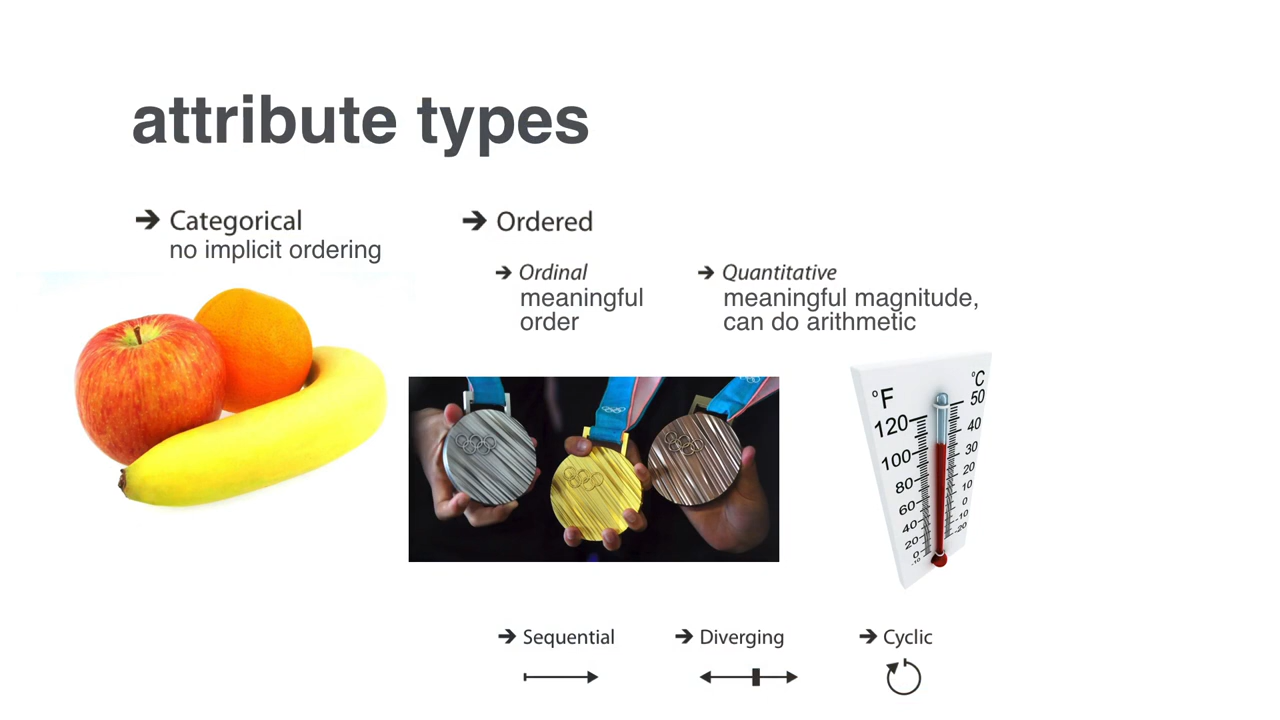 attribute types
➔ Categorical
no implicit ordering
➔ Ordered
➔ Ordinal
meaningful
order
➔ Quantitative
meaningful magnitude,
can do arithmetic
°F
120
100
80
60
40
20
0
-10
°C
50
40
30
20
10
0
-10
-20
➔ Sequential
➔ Diverging
➔ Cyclic